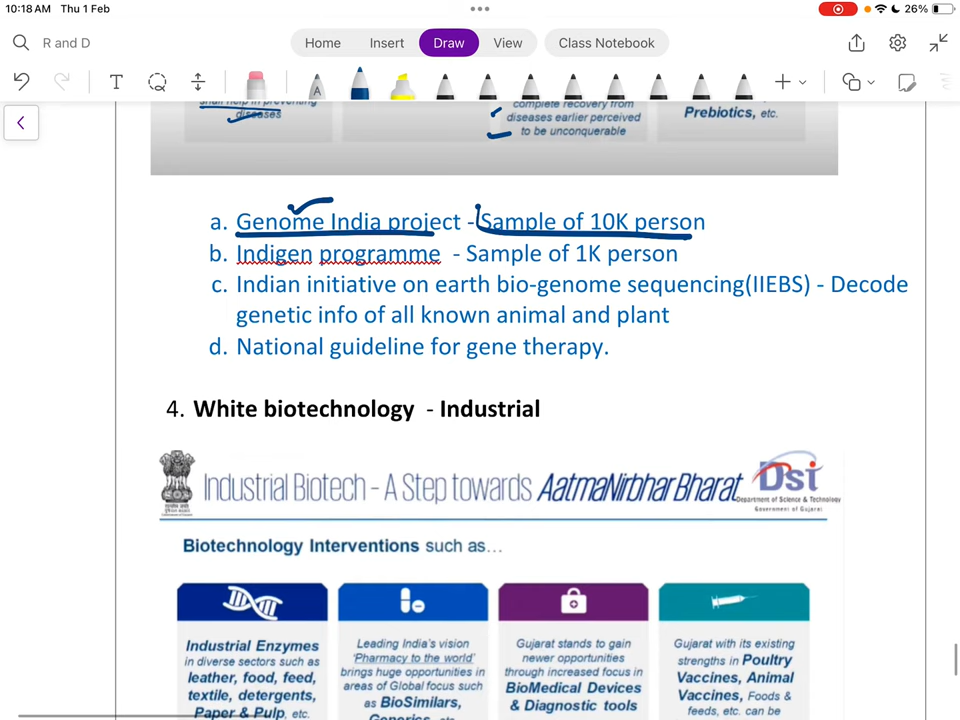 10:18 AM Thu 1 Feb
26%
R and D
Home Insert Draw View Class Notebook
T
A
shall help in preventing
diseases
complete recovery from
diseases earlier perceived
to be unconquerable
Prebiotics, etc.
a. Genome India project - Sample of 10K person
b. Indigen programme - Sample of 1K person
c. Indian initiative on earth bio-genome sequencing(IIEBS) - Decode
genetic info of all known animal and plant
d. National guideline for gene therapy.
4. White biotechnology - Industrial
Industrial Biotech - A Step towards AatmaNirbharBharat
Dst
Department of Science & Technology
Government of Gujarat
Biotechnology Interventions such as...
Industrial Enzymes
in diverse sectors such as
leather, food, feed,
textile, detergents,
Paper & Pulp, etc.
Leading India's vision
'Pharmacy to the world'
brings huge opportunities in
areas of Global focus such
as BioSimilars,
Generics, etc.
Gujarat stands to gain
newer opportunities
through increased focus in
BioMedical Devices
& Diagnostic tools
Gujarat with its existing
strengths in Poultry
Vaccines, Animal
Vaccines, Foods &
feeds, etc. can be